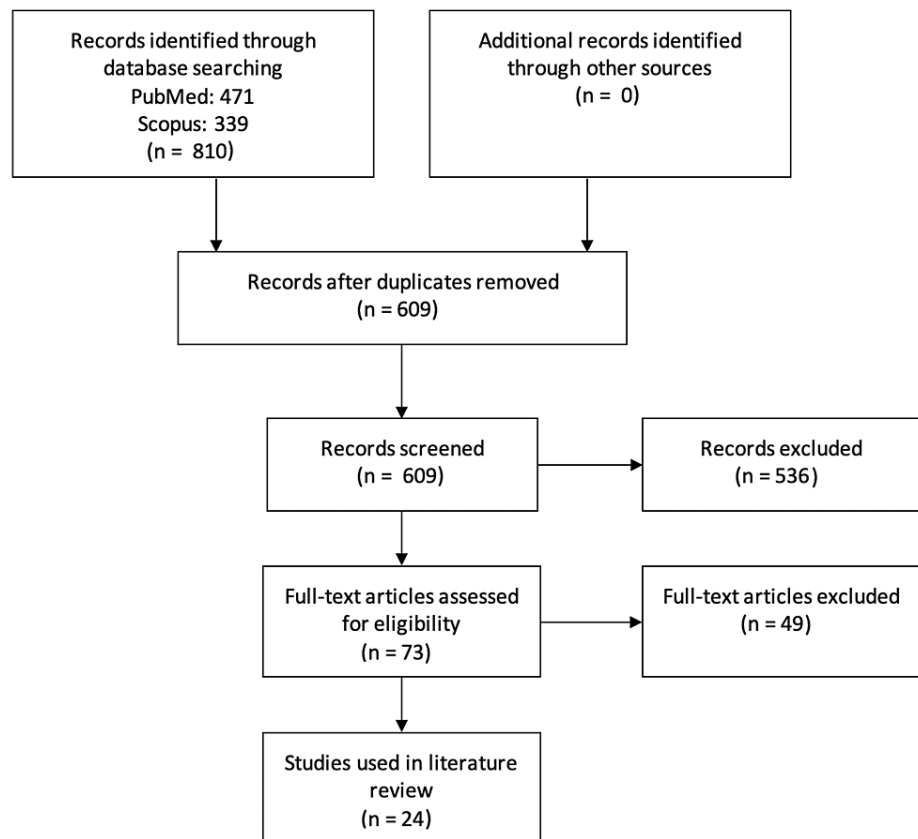 Records identified through
database searching
PubMed: 471
Scopus: 339
(n =  810)
Additional records identified
through other sources
(n =  0)
Records after duplicates removed
(n = 609)
Records screened
(n =  609)
Records excluded
(n = 536)
Full-text articles assessed
for eligibility
(n = 73)
Full-text articles excluded
(n = 49)
Studies used in literature
review
(n = 24)